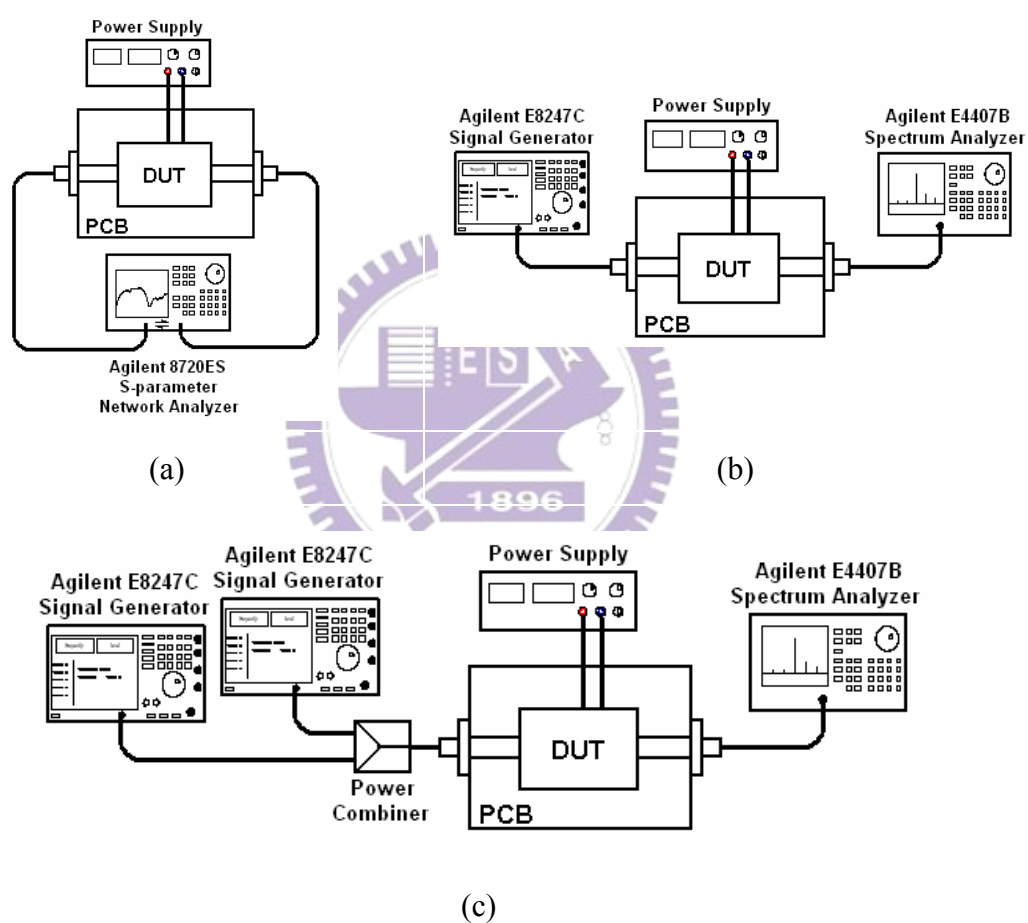 Power Supply
DUT
PCB
Agilent 8720ES
S-parameter
Network Analyzer
(a)
Agilent E8247C
Signal Generator
Power Supply
Agilent E4407B
Spectrum Analyzer
DUT
PCB
(b)
ES A
1896
Agilent E8247C
Signal Generator
Agilent E8247C
Signal Generator
Power Supply
Agilent E4407B
Spectrum Analyzer
Power
Combiner
DUT
PCB
(c)